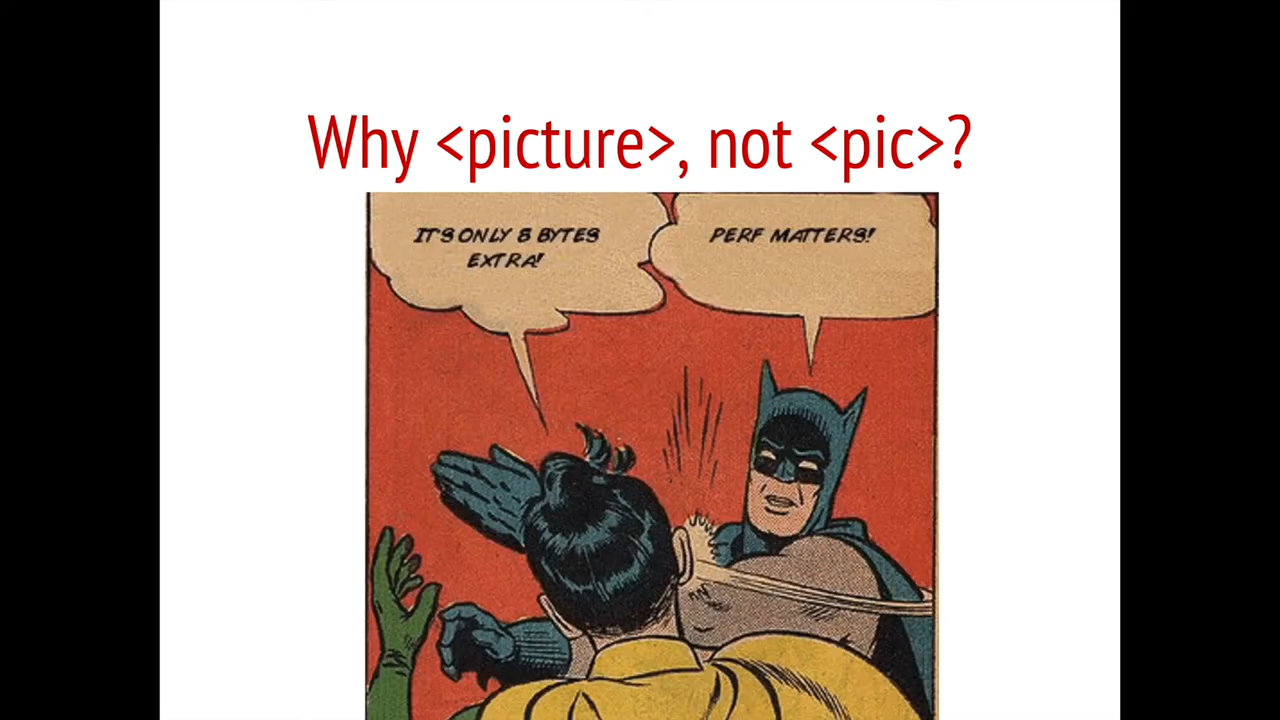 Why <picture>, not <pic>?
IT'S ONLY 8 BYTES
EXTRA!
PERF MATTERS!